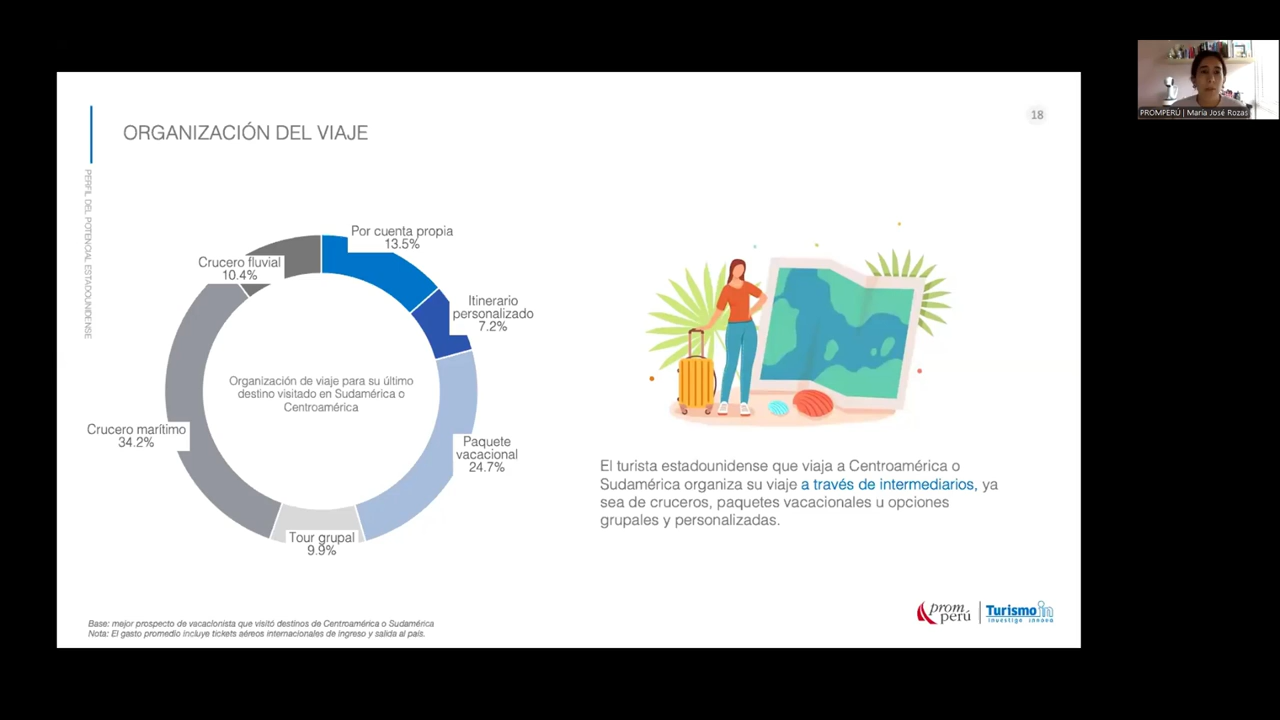 ORGANIZACIÓN DEL VIAJE
18
PERFIL DEL POTENCIAL ESTADOUNIDENSE
Por cuenta propia
13.5%
Itinerario
personalizado
7.2%
Paquete
vacacional
24.7%
Tour grupal
9.9%
Crucero marítimo
34.2%
Crucero fluvial
10.4%
Organización de viaje para su último
destino visitado en Sudamérica o
Centroamérica
El turista estadounidense que viaja a Centroamérica o
Sudamérica organiza su viaje a través de intermediarios, ya
sea de cruceros, paquetes vacacionales u opciones
grupales y personalizadas.
Base: mejor prospecto de vacacionista que visitó destinos de Centroamérica o Sudamérica
Nota: El gasto promedio incluye tickets aéreos internacionales de ingreso y salida al país.
prom
perú
Turismo in
investiga innova
PROMPERÚ | María José Rozas